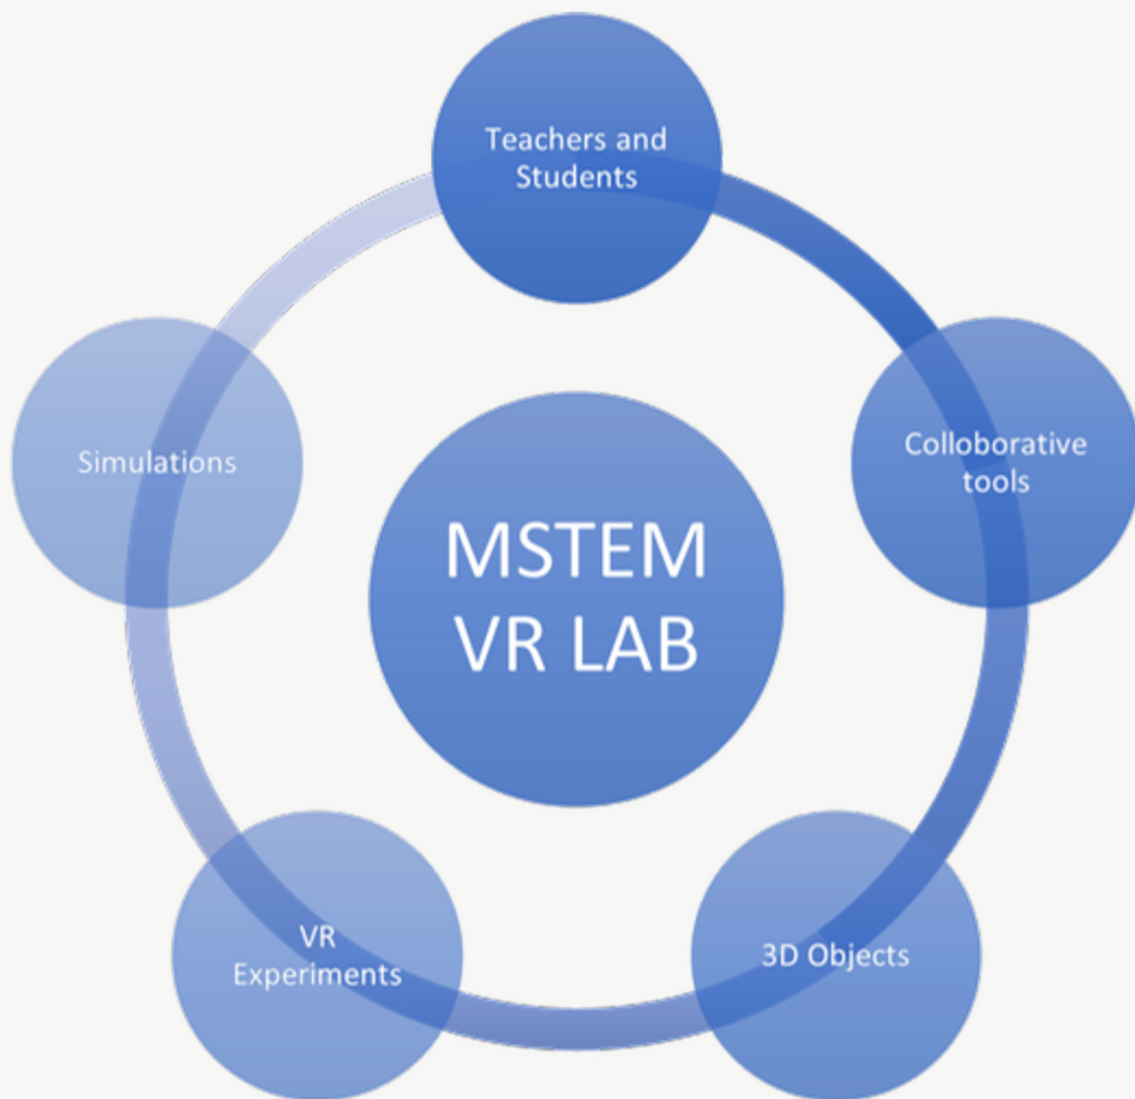 Teachers and
Students
Colloborative
tools
3D Objects
VR
Experiments
Simulations
MSTEM
VR LAB